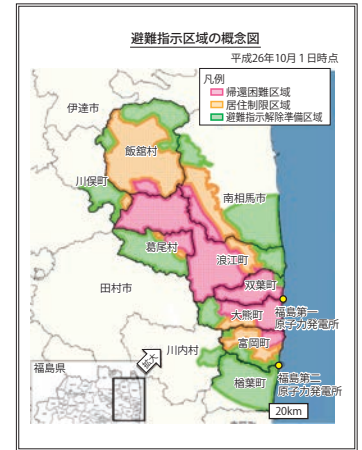 避難指示区域の概念図
平成26年10月1日時点
凡例
帰還困難区域
居住制限区域
避難指示解除準備区域
伊達市
飯舘村
川俣町
南相馬市
葛尾村
浪江町
田村市
双葉町
大熊町
福島第一
原子力発電所
富岡町
川内村
拡大
福島県
福島第二
原子力発電所
楢葉町
20km